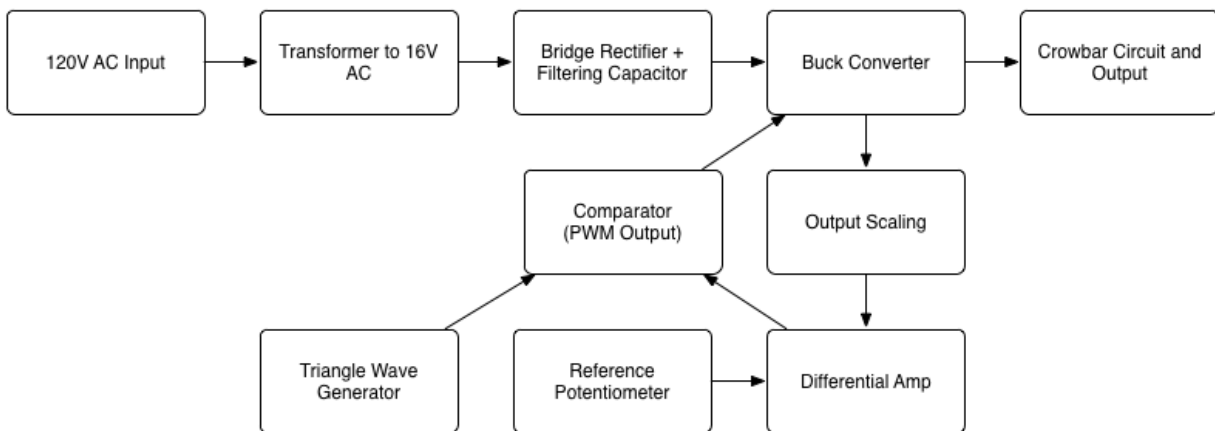 120V AC Input
Transformer to 16V
AC
Bridge Rectifier +
Filtering Capacitor
Buck Converter
Crowbar Circuit and
Output
Comparator
(PWM Output)
Output Scaling
Triangle Wave
Generator
Reference
Potentiometer
Differential Amp